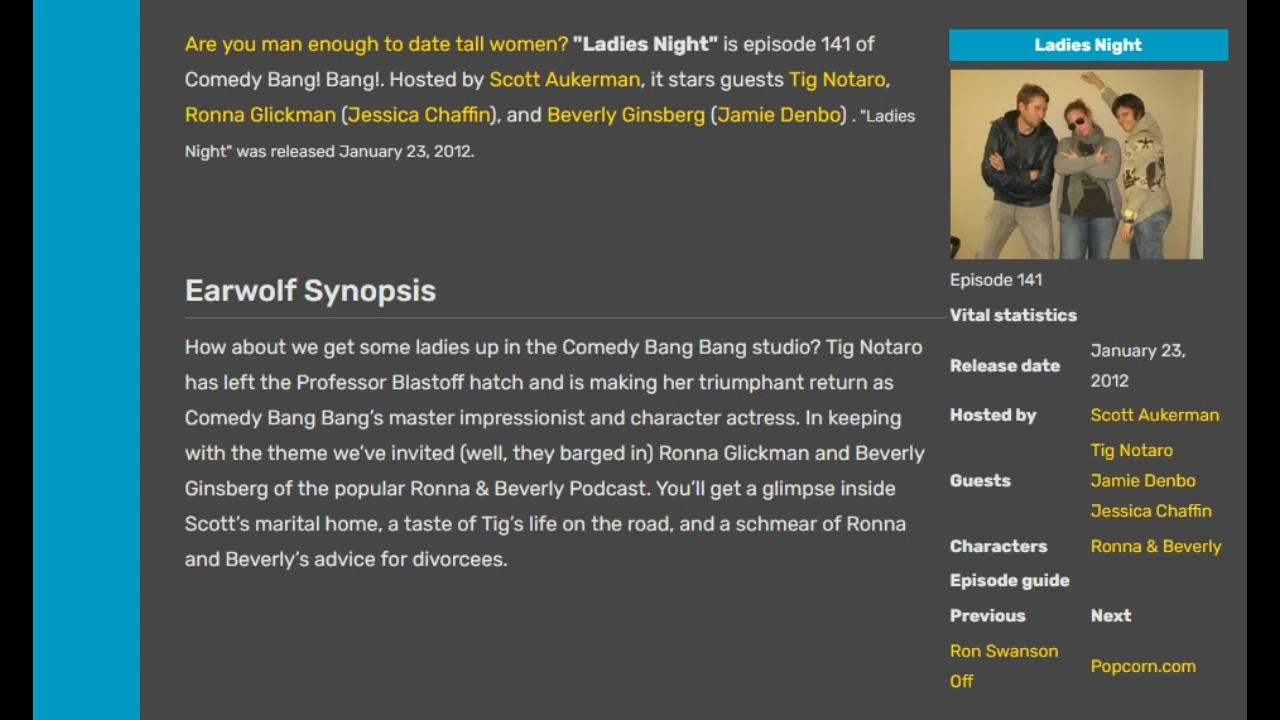 Are you man enough to date tall women? "Ladies Night" is episode 141 of
Comedy Bang! Bang!. Hosted by Scott Aukerman, it stars guests Tig Notaro,
Ronna Glickman (Jessica Chaffin), and Beverly Ginsberg (Jamie Denbo) . "Ladies
Night" was released January 23, 2012.
Earwolf Synopsis
How about we get some ladies up in the Comedy Bang Bang studio? Tig Notaro
has left the Professor Blastoff hatch and is making her triumphant return as
Comedy Bang Bang’s master impressionist and character actress. In keeping
with the theme we’ve invited (well, they barged in) Ronna Glickman and Beverly
Ginsberg of the popular Ronna & Beverly Podcast. You’ll get a glimpse inside
Scott’s marital home, a taste of Tig’s life on the road, and a schmear of Ronna
and Beverly’s advice for divorcees.
Ladies Night
Episode 141
Vital statistics
Release date January 23,
2012
Hosted by Scott Aukerman
Guests Tig Notaro
Jamie Denbo
Jessica Chaffin
Characters Ronna & Beverly
Episode guide
Previous Next
Ron Swanson
Off Popcorn.com